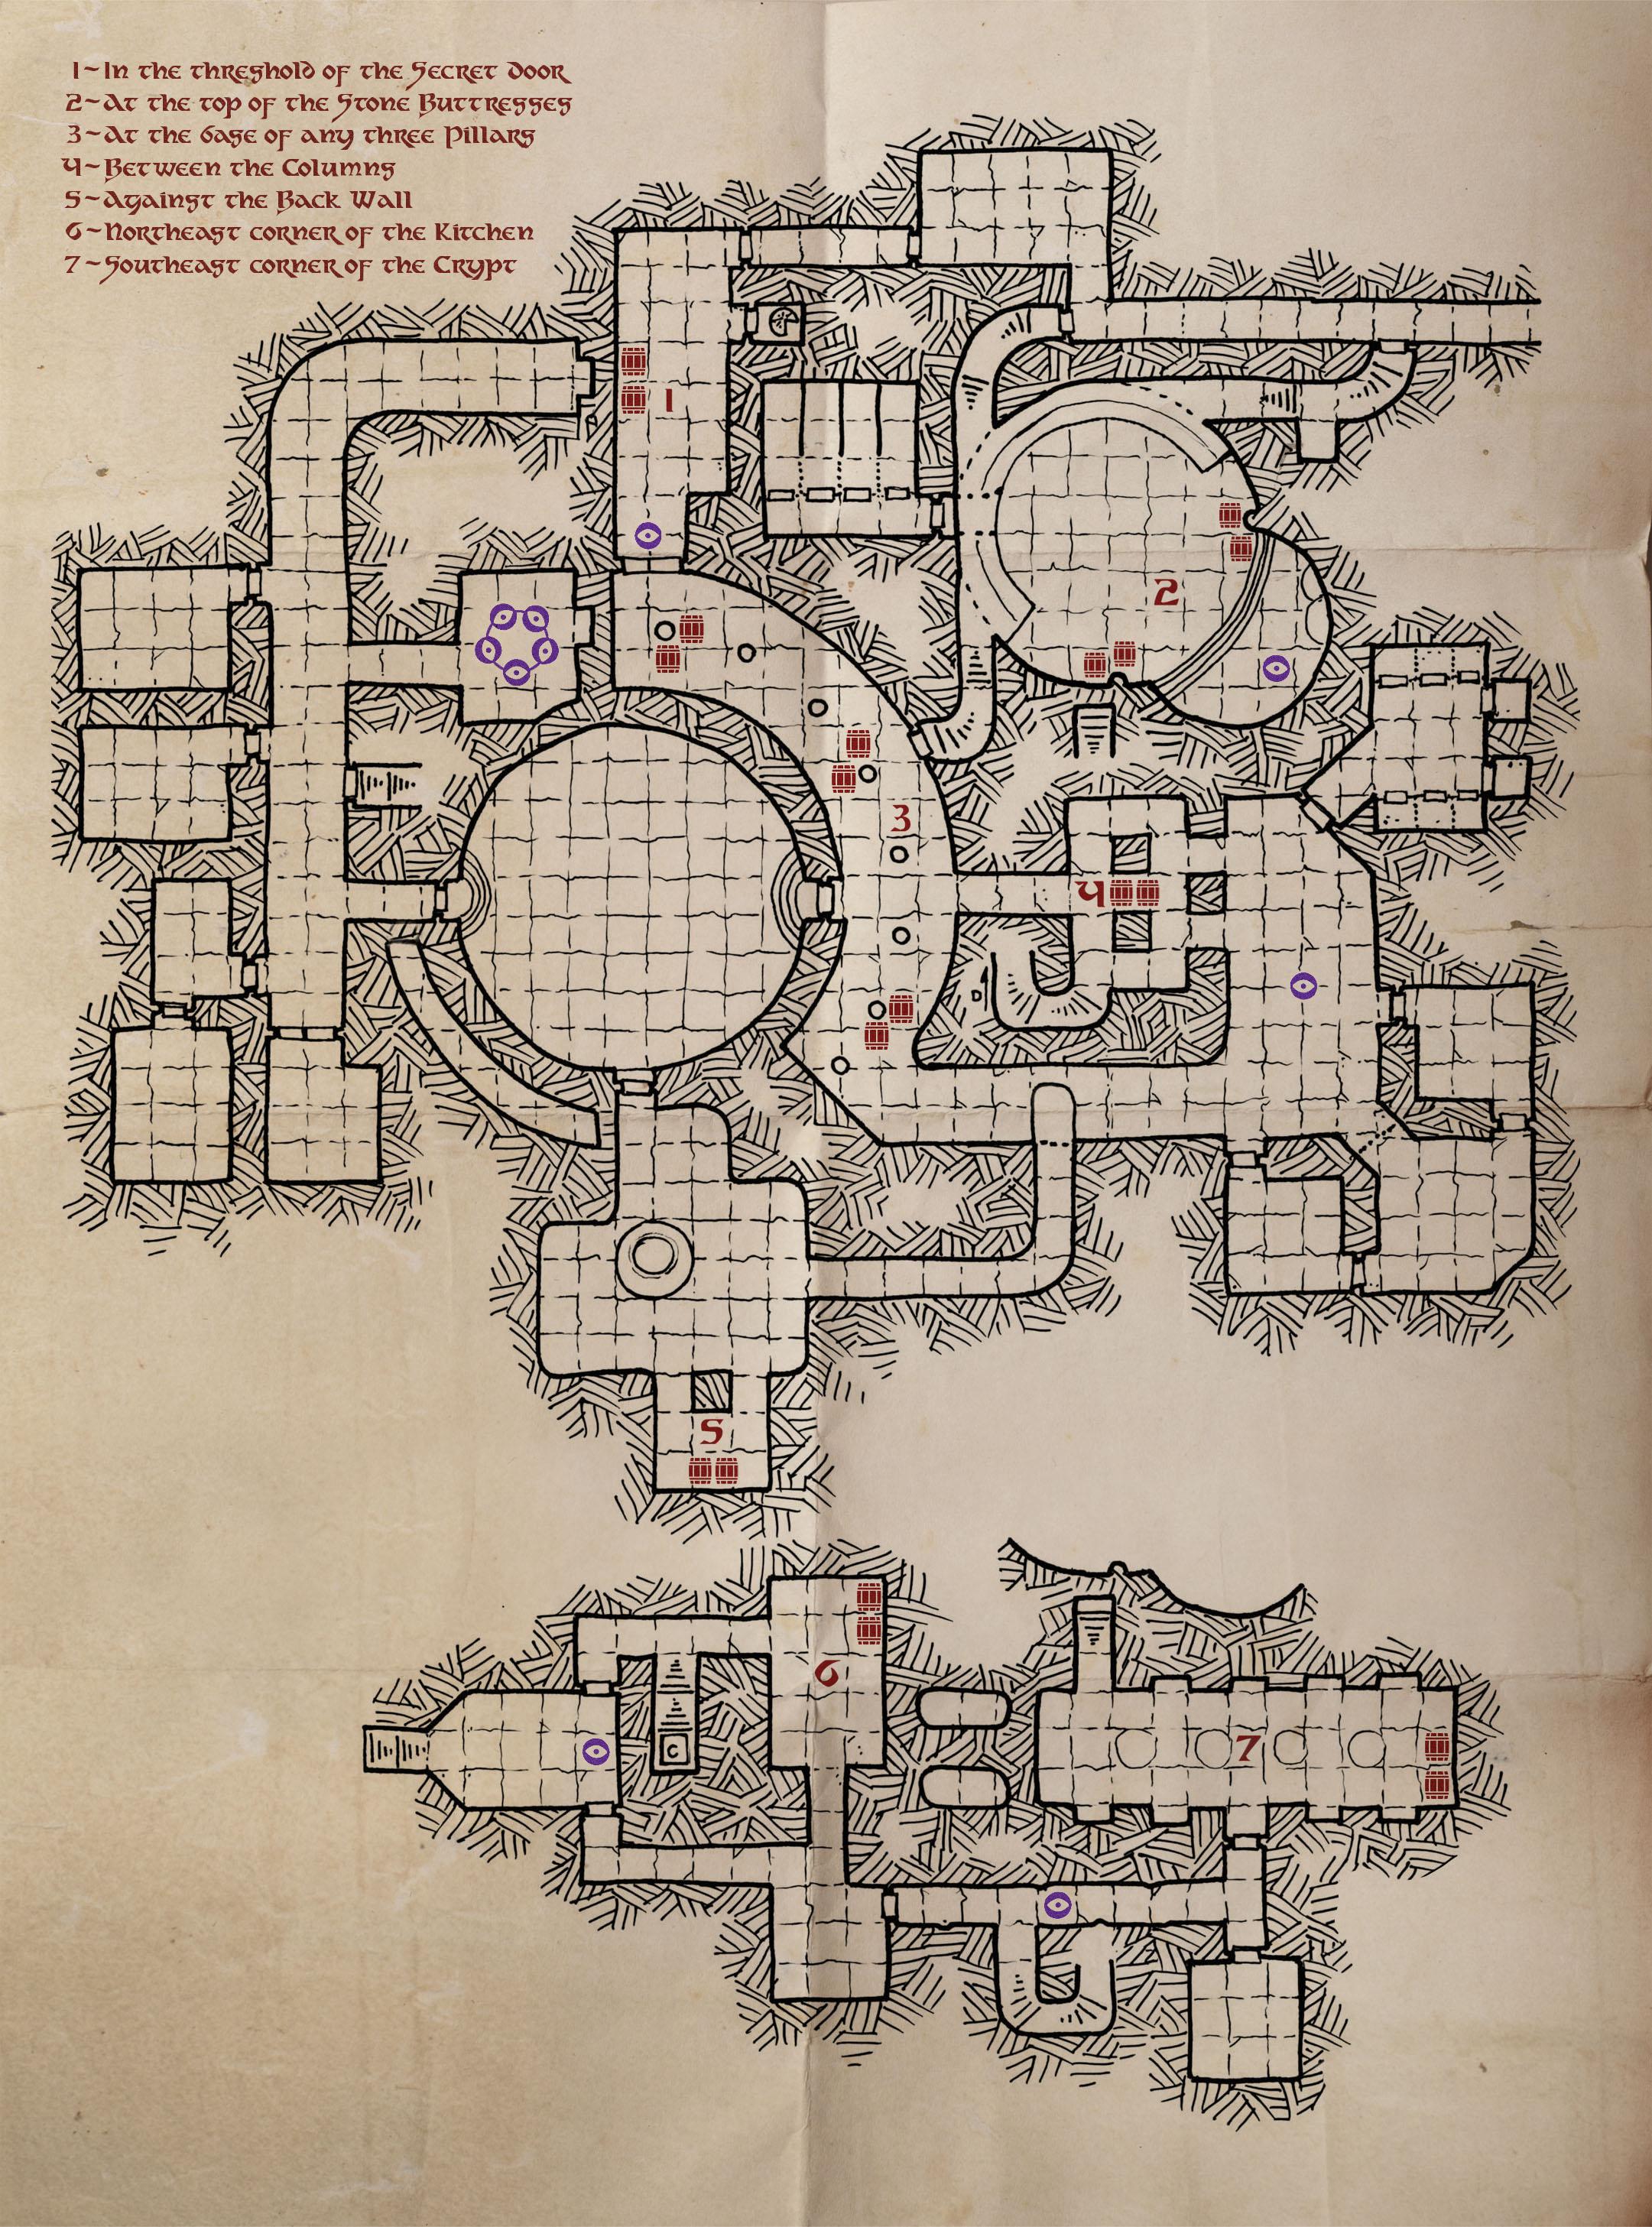 1~In the threshold of the Secret Door
2~At the top of the Stone Buttresses
3~At the base of any three Pillars
4~Between the Columns
5~Against the Back Wall
6~Northeast corner of the Kitchen
7~Southeast corner of the Crypt
1
2
3
4
5
6
C
7